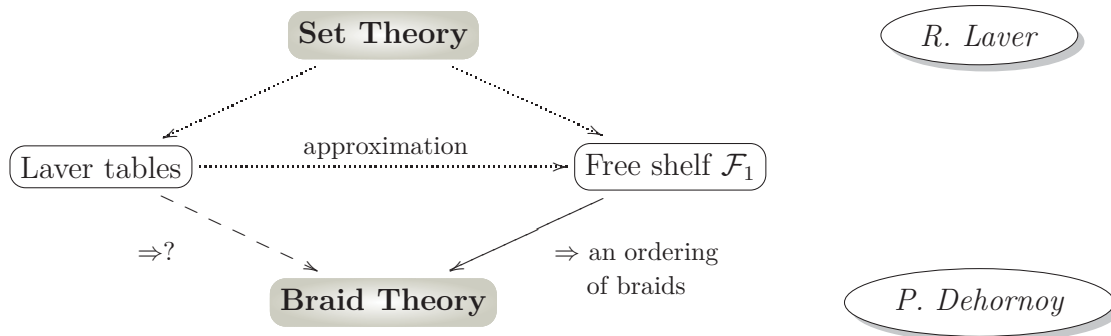 Set Theory
R. Laver
approximation
Laver tables
Free shelf 𝓕₁
⇒?
⇒ an ordering
of braids
Braid Theory
P. Dehornoy